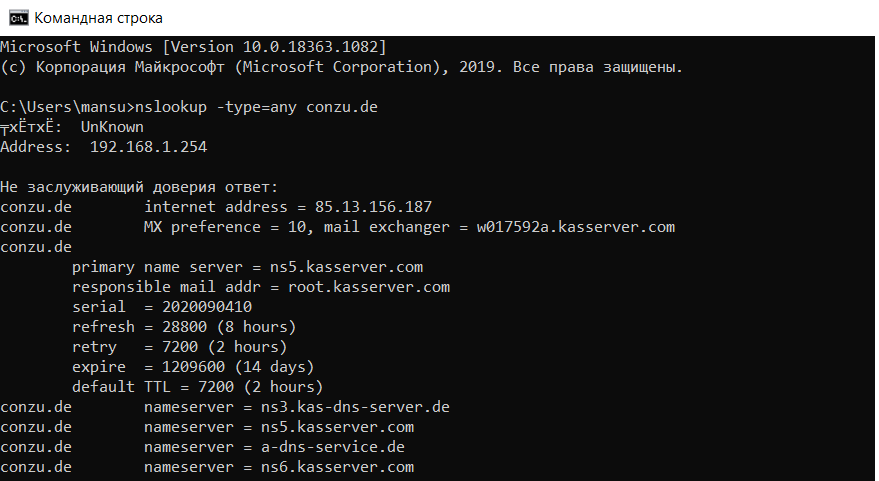 Командная строка
Microsoft Windows [Version 10.0.18363.1082]
(c) Корпорация Майкрософт (Microsoft Corporation), 2019. Все права защищены.
C:\Users\mansu>nslookup -type=any conzu.de
╤хЁтхЁ:  UnKnown
Address:  192.168.1.254
Не заслуживающий доверия ответ:
conzu.de        internet address = 85.13.156.187
conzu.de        MX preference = 10, mail exchanger = w017592a.kasserver.com
conzu.de
        primary name server = ns5.kasserver.com
        responsible mail addr = root.kasserver.com
        serial  = 2020090410
        refresh = 28800 (8 hours)
        retry   = 7200 (2 hours)
        expire  = 1209600 (14 days)
        default TTL = 7200 (2 hours)
conzu.de        nameserver = ns3.kas-dns-server.de
conzu.de        nameserver = ns5.kasserver.com
conzu.de        nameserver = a-dns-service.de
conzu.de        nameserver = ns6.kasserver.com